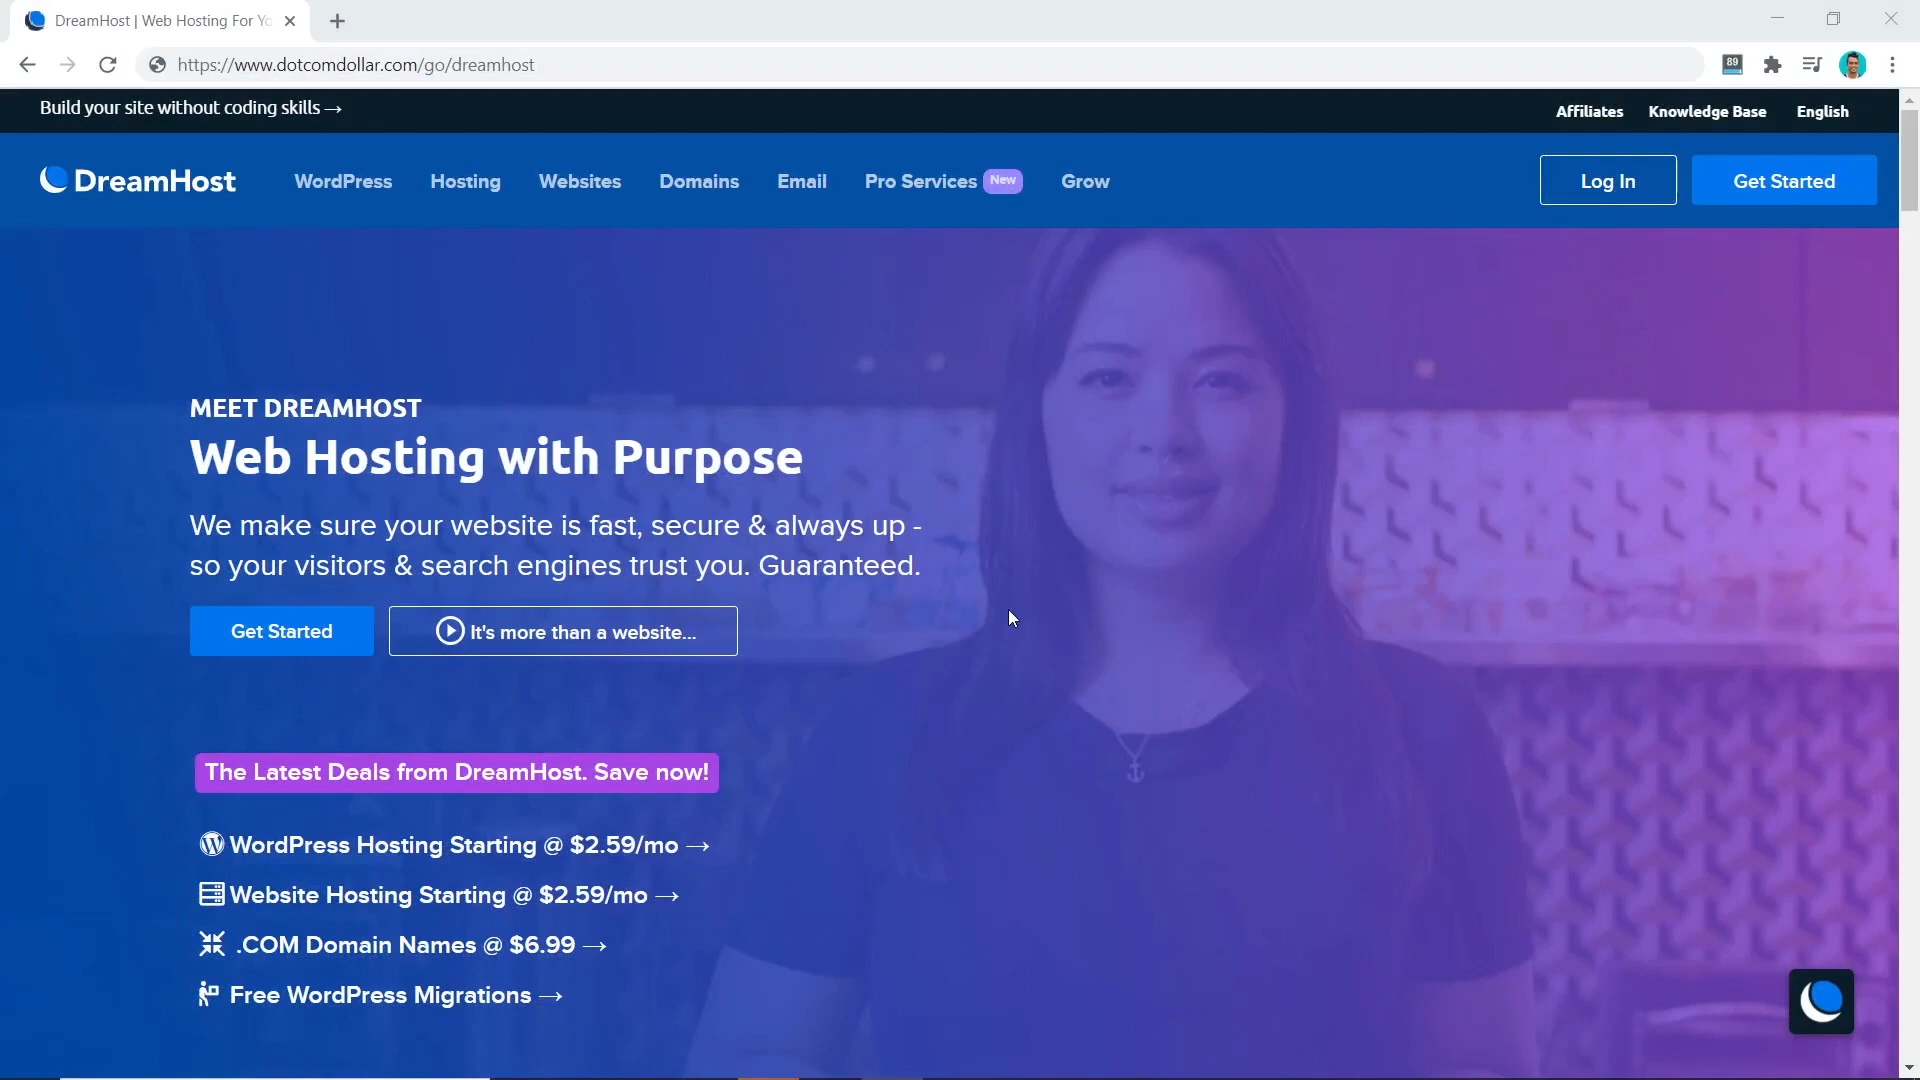 DreamHost | Web Hosting For Yo
https://www.dotcomdollar.com/go/dreamhost
89
Build your site without coding skills →
Affiliates Knowledge Base English
DreamHost WordPress Hosting Websites Domains Email Pro Services New Grow Log In Get Started
MEET DREAMHOST
Web Hosting with Purpose
We make sure your website is fast, secure & always up -
so your visitors & search engines trust you. Guaranteed.
Get Started It's more than a website...
The Latest Deals from DreamHost. Save now!
WordPress Hosting Starting @ $2.59/mo →
Website Hosting Starting @ $2.59/mo →
.COM Domain Names @ $6.99 →
Free WordPress Migrations →